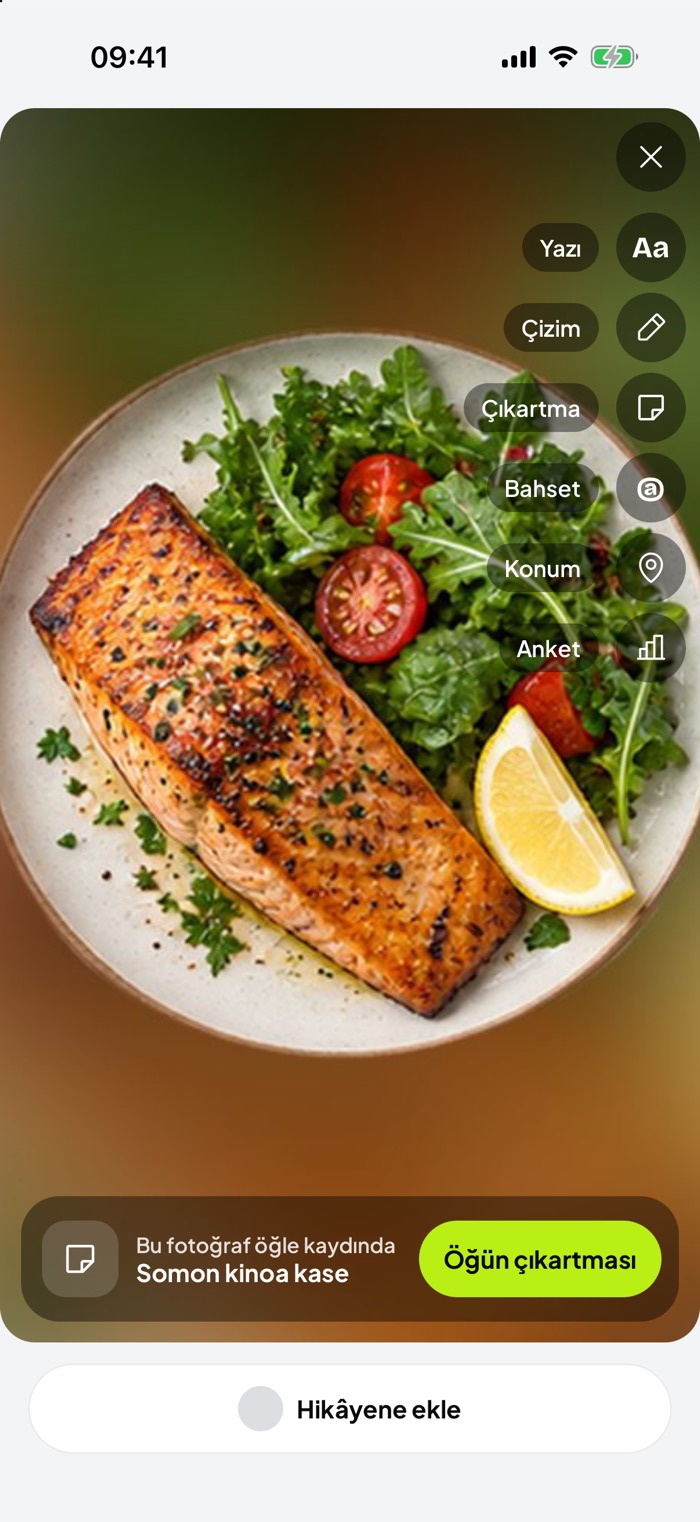 09:41
Yazı
Aa
Çizim
Çıkartma
Bahset
@
Konum
Anket
Bu fotoğraf öğle kaydında
Somon kinoa kase
Öğün çıkartması
Hikâyene ekle